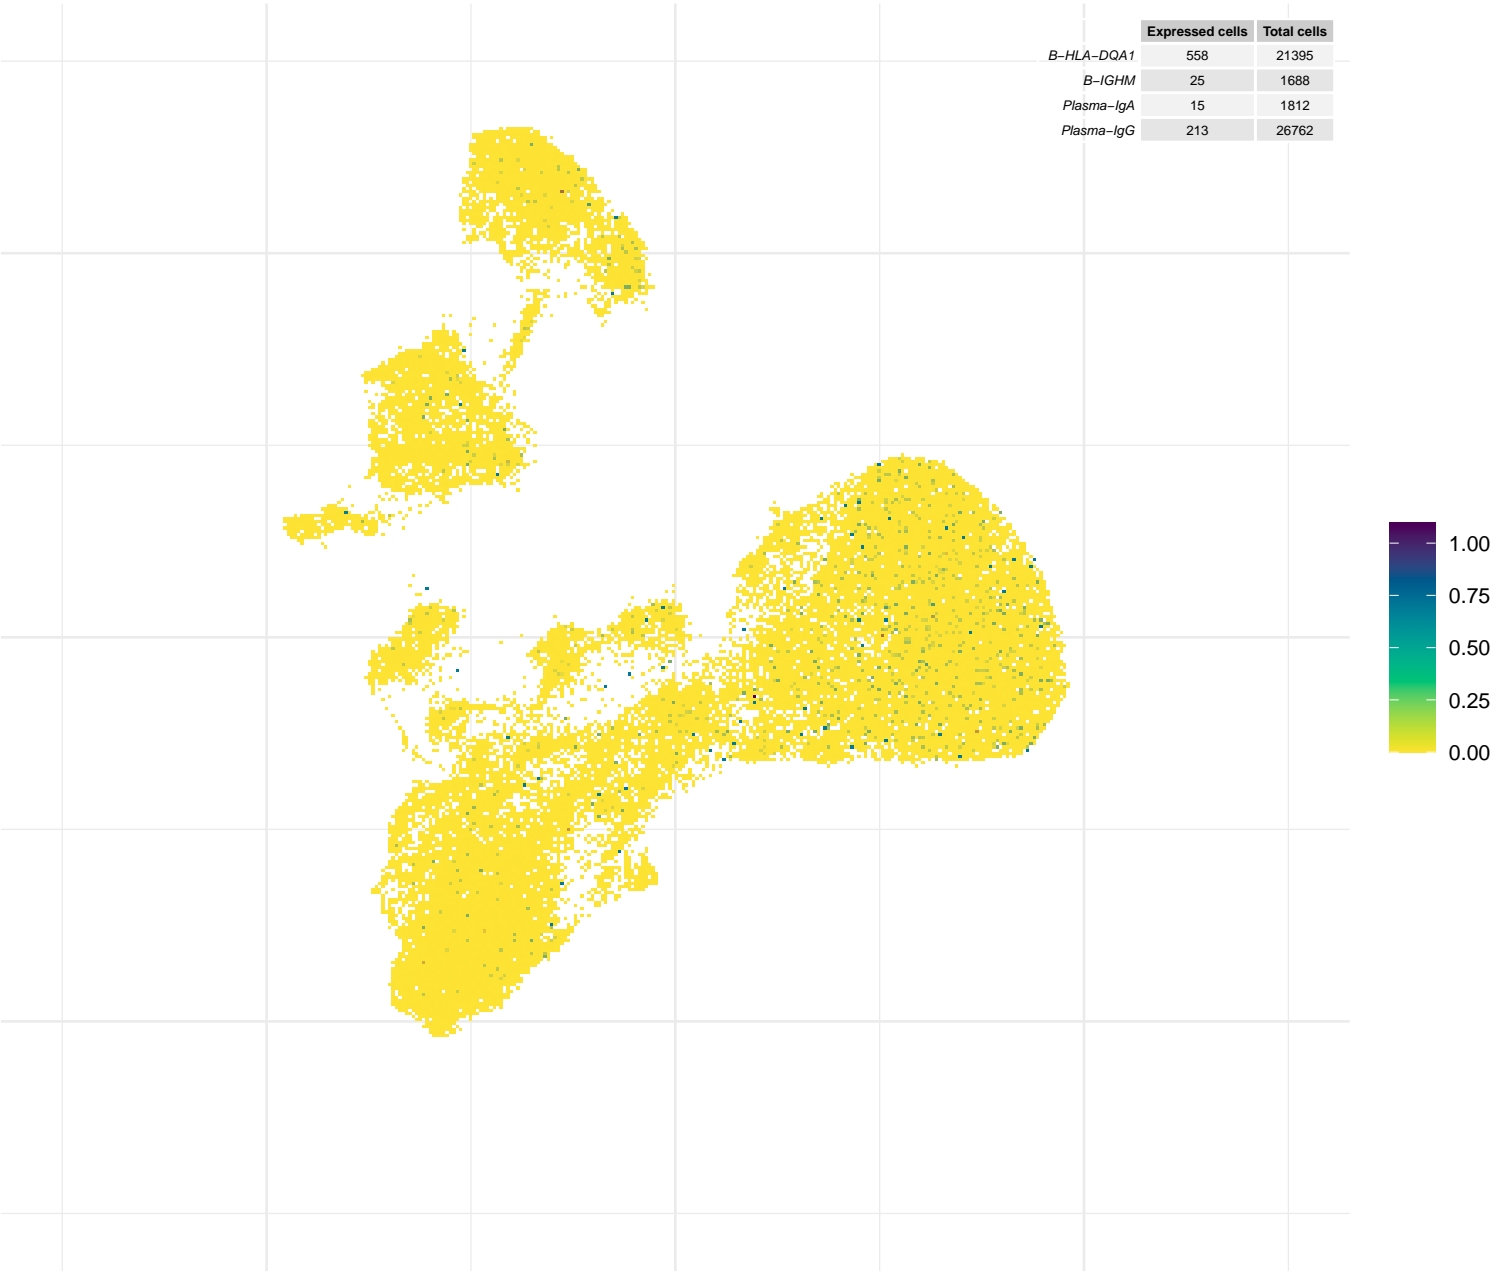 Expressed cells Total cells
B−HLA−DQA1 558 21395
B−IGHM 25 1688
Plasma−IgA 15 1812
Plasma−IgG 213 26762
1.00
0.75
0.50
0.25
0.00